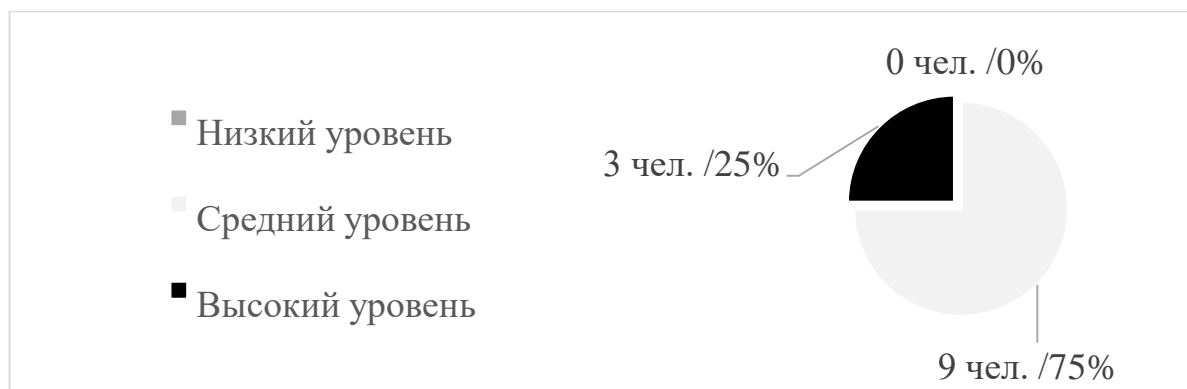 0 чел. /0%
Низкий уровень
3 чел. /25%
Средний уровень
Высокий уровень
9 чел. /75%